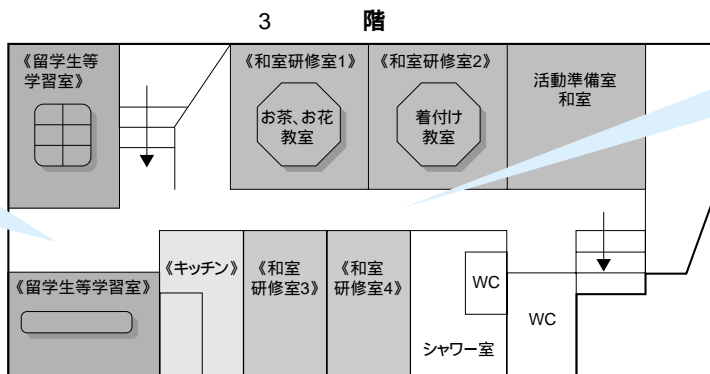 3 階
《留学生等
学習室》
《和室研修室1》
お茶、お花
教室
《和室研修室2》
着付け
教室
活動準備室
和室
《留学生等学習室》
《キッチン》
《和室
研修室3》
《和室
研修室4》
WC
シャワー室
WC